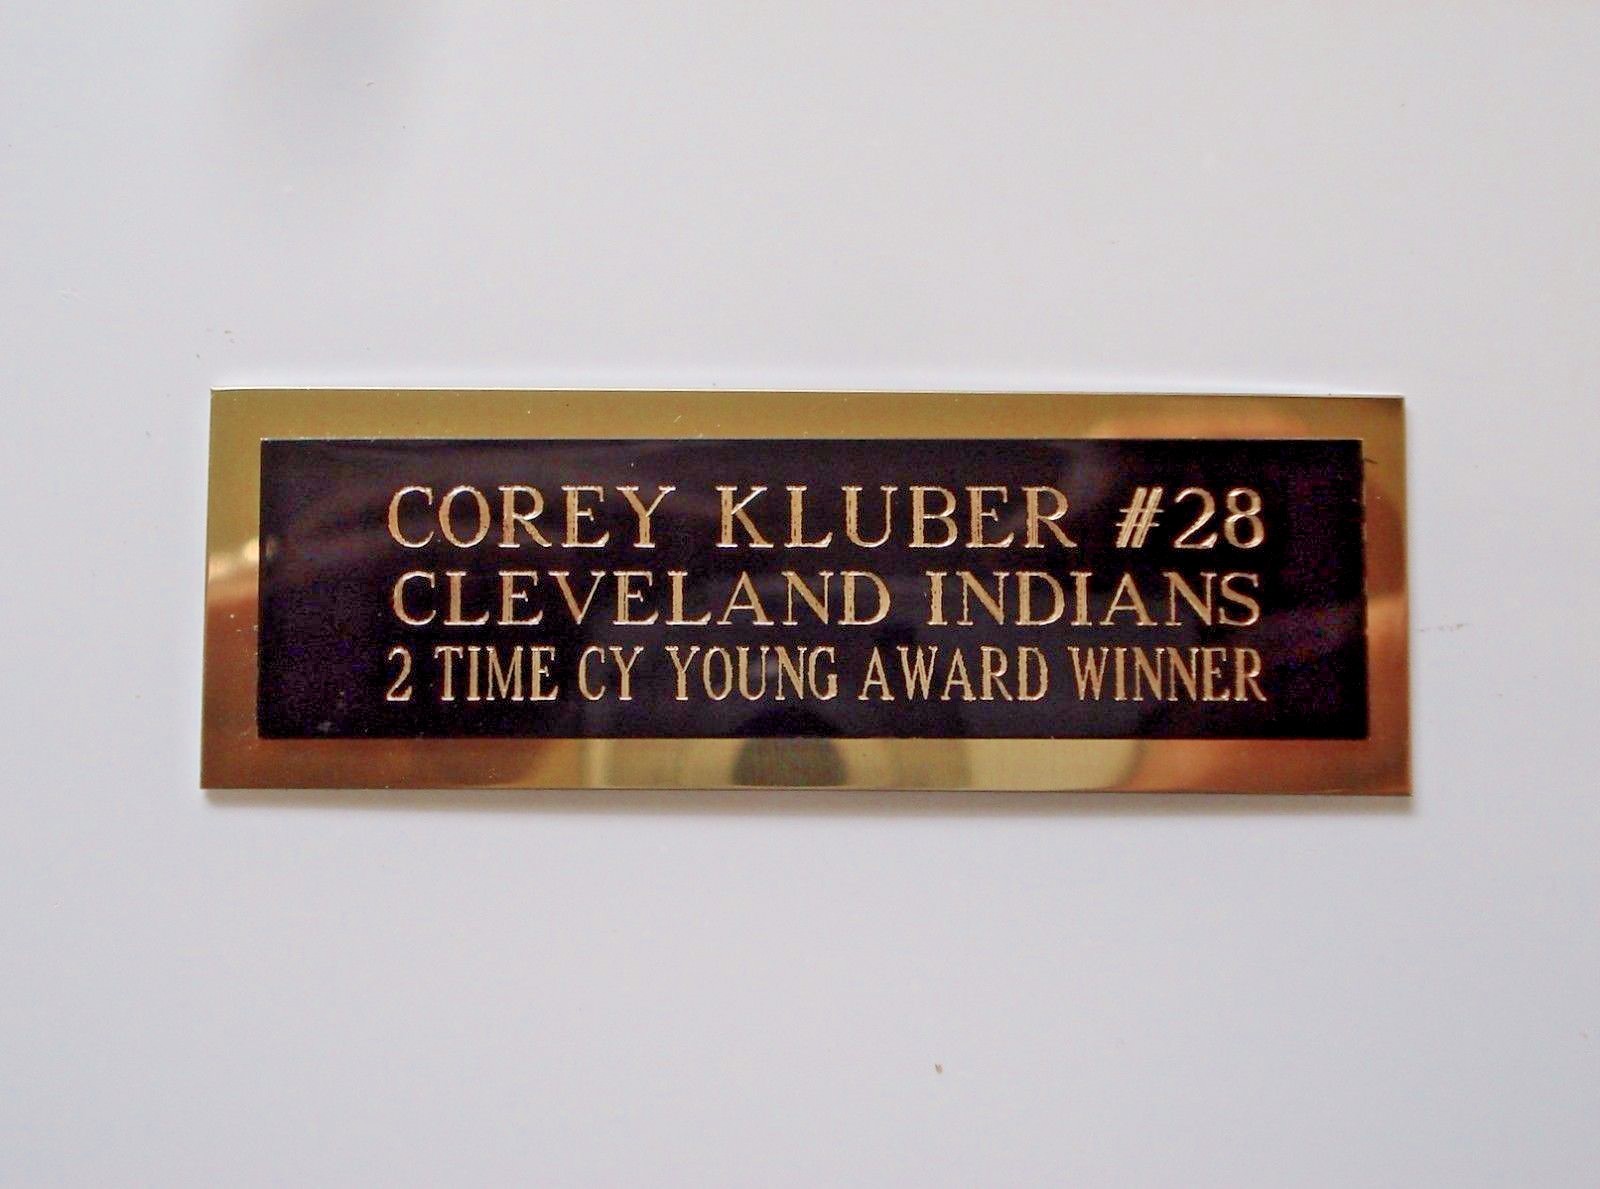 COREY KLUBER #28
CLEVELAND INDIANS
2 TIME CY YOUNG AWARD WINNER